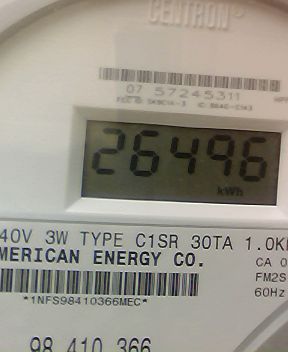 CENTRON®
07 57245311
26496
kWh
40V 3W TYPE C1SR 30TA 1.0K
MERICAN ENERGY CO.
CA 0
FM2S
60Hz
*1NFS98410366MEC*
98 410 366